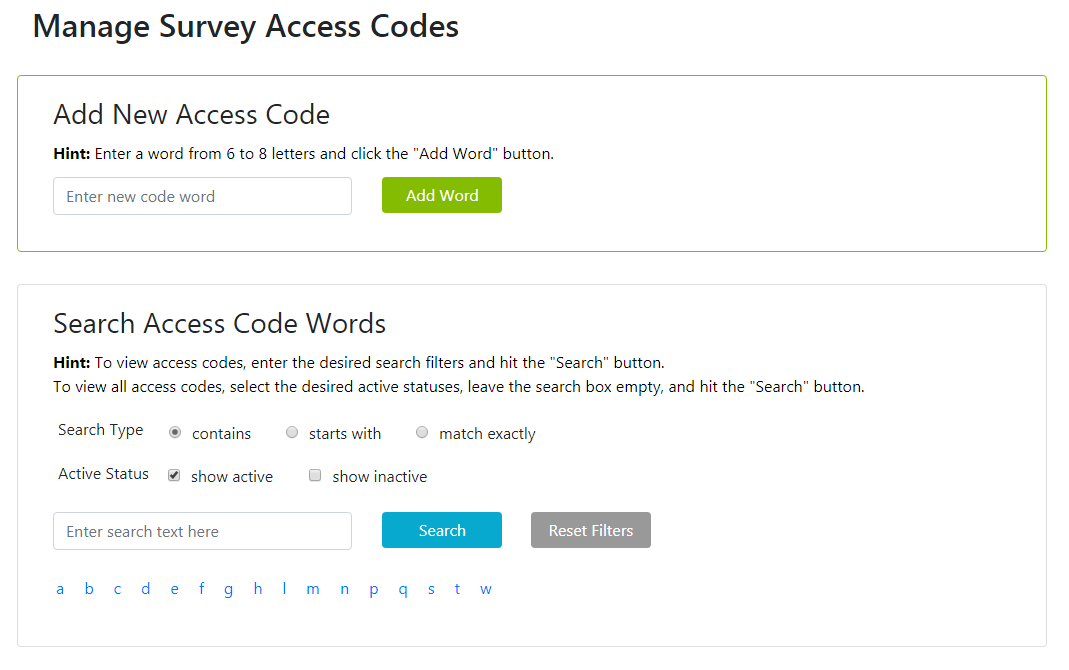 Manage Survey Access Codes
Add New Access Code
Hint: Enter a word from 6 to 8 letters and click the "Add Word" button.
Enter new code word Add Word
Search Access Code Words
Hint: To view access codes, enter the desired search filters and hit the "Search" button.
To view all access codes, select the desired active statuses, leave the search box empty, and hit the "Search" button.
Search Type contains starts with match exactly
Active Status show active show inactive
Enter search text here Search Reset Filters
a b c d e f g h l m n p q s t w